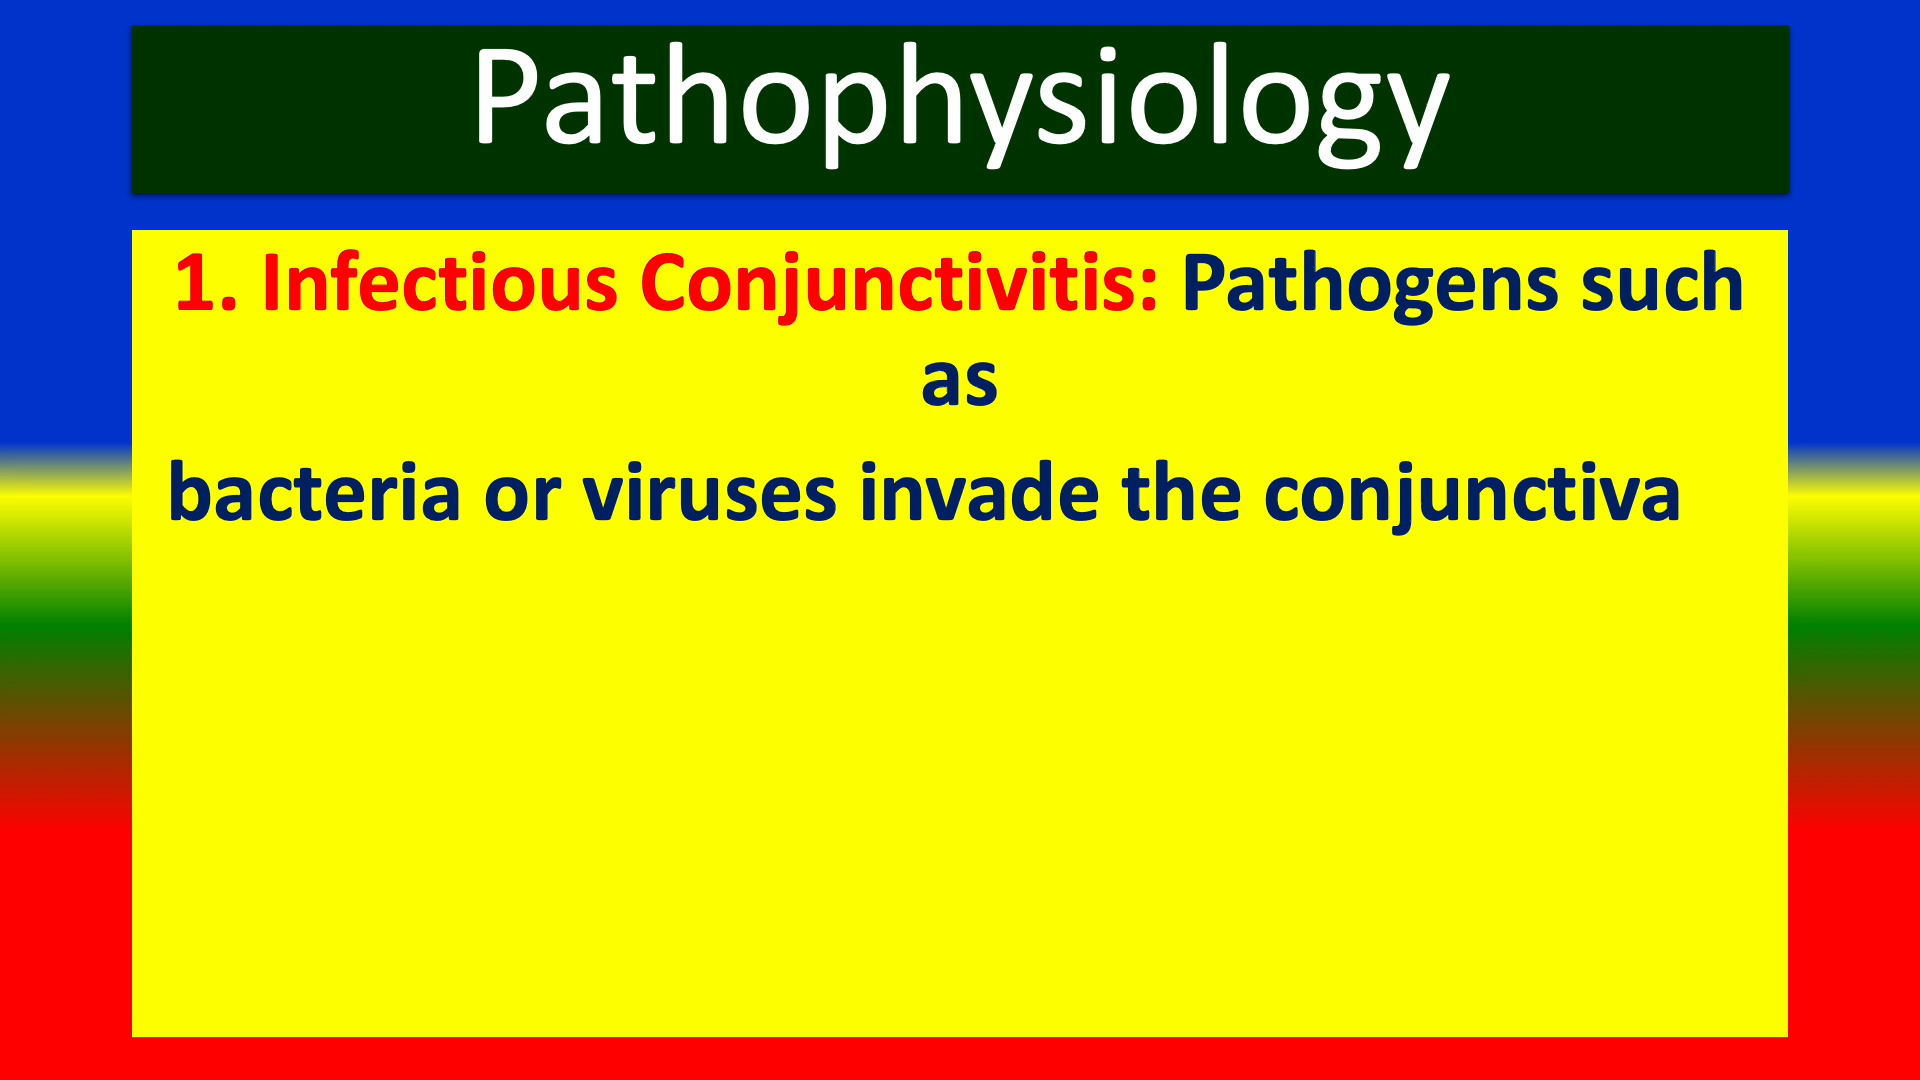 Pathophysiology
1. Infectious Conjunctivitis: Pathogens such
as
bacteria or viruses invade the conjunctiva